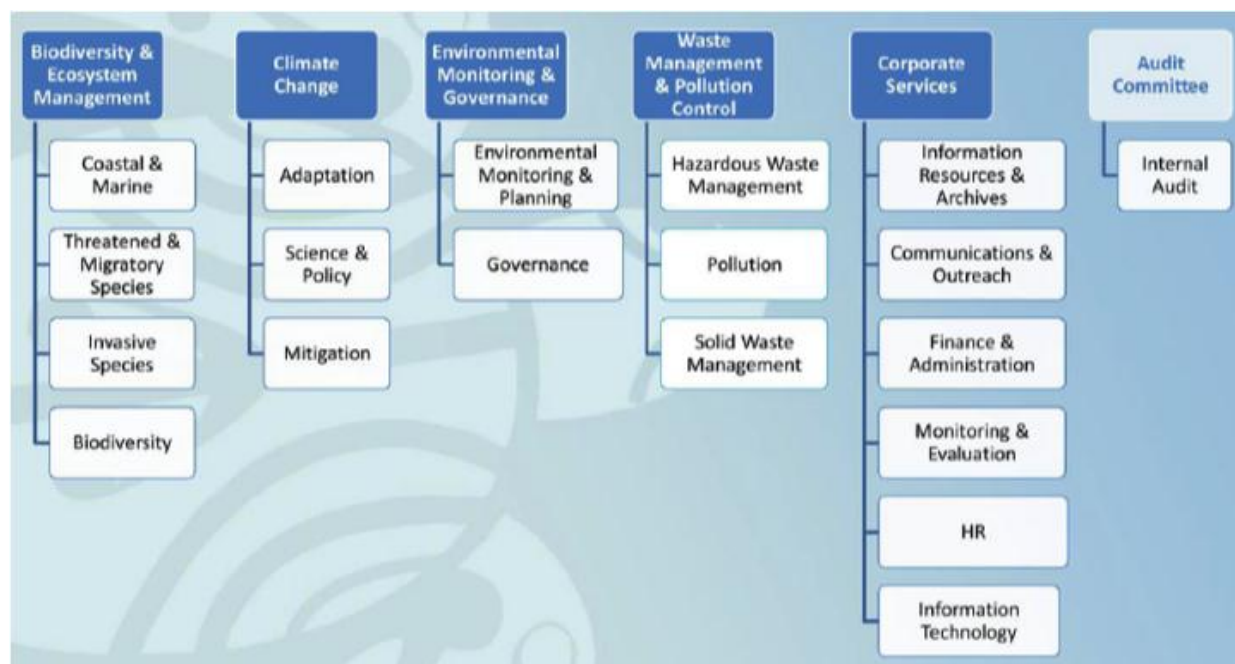 Biodiversity &
Ecosystem
Management
Coastal &
Marine
Threatened &
Migratory
Species
Invasive
Species
Biodiversity
Climate
Change
Adaptation
Science &
Policy
Mitigation
Environmental
Monitoring &
Governance
Environmental
Monitoring &
Planning
Governance
Waste
Management
& Pollution
Control
Hazardous Waste
Management
Pollution
Solid Waste
Management
Corporate
Services
Information
Resources &
Archives
Communications &
Outreach
Finance &
Administration
Monitoring &
Evaluation
HR
Information
Technology
Audit
Committee
Internal
Audit